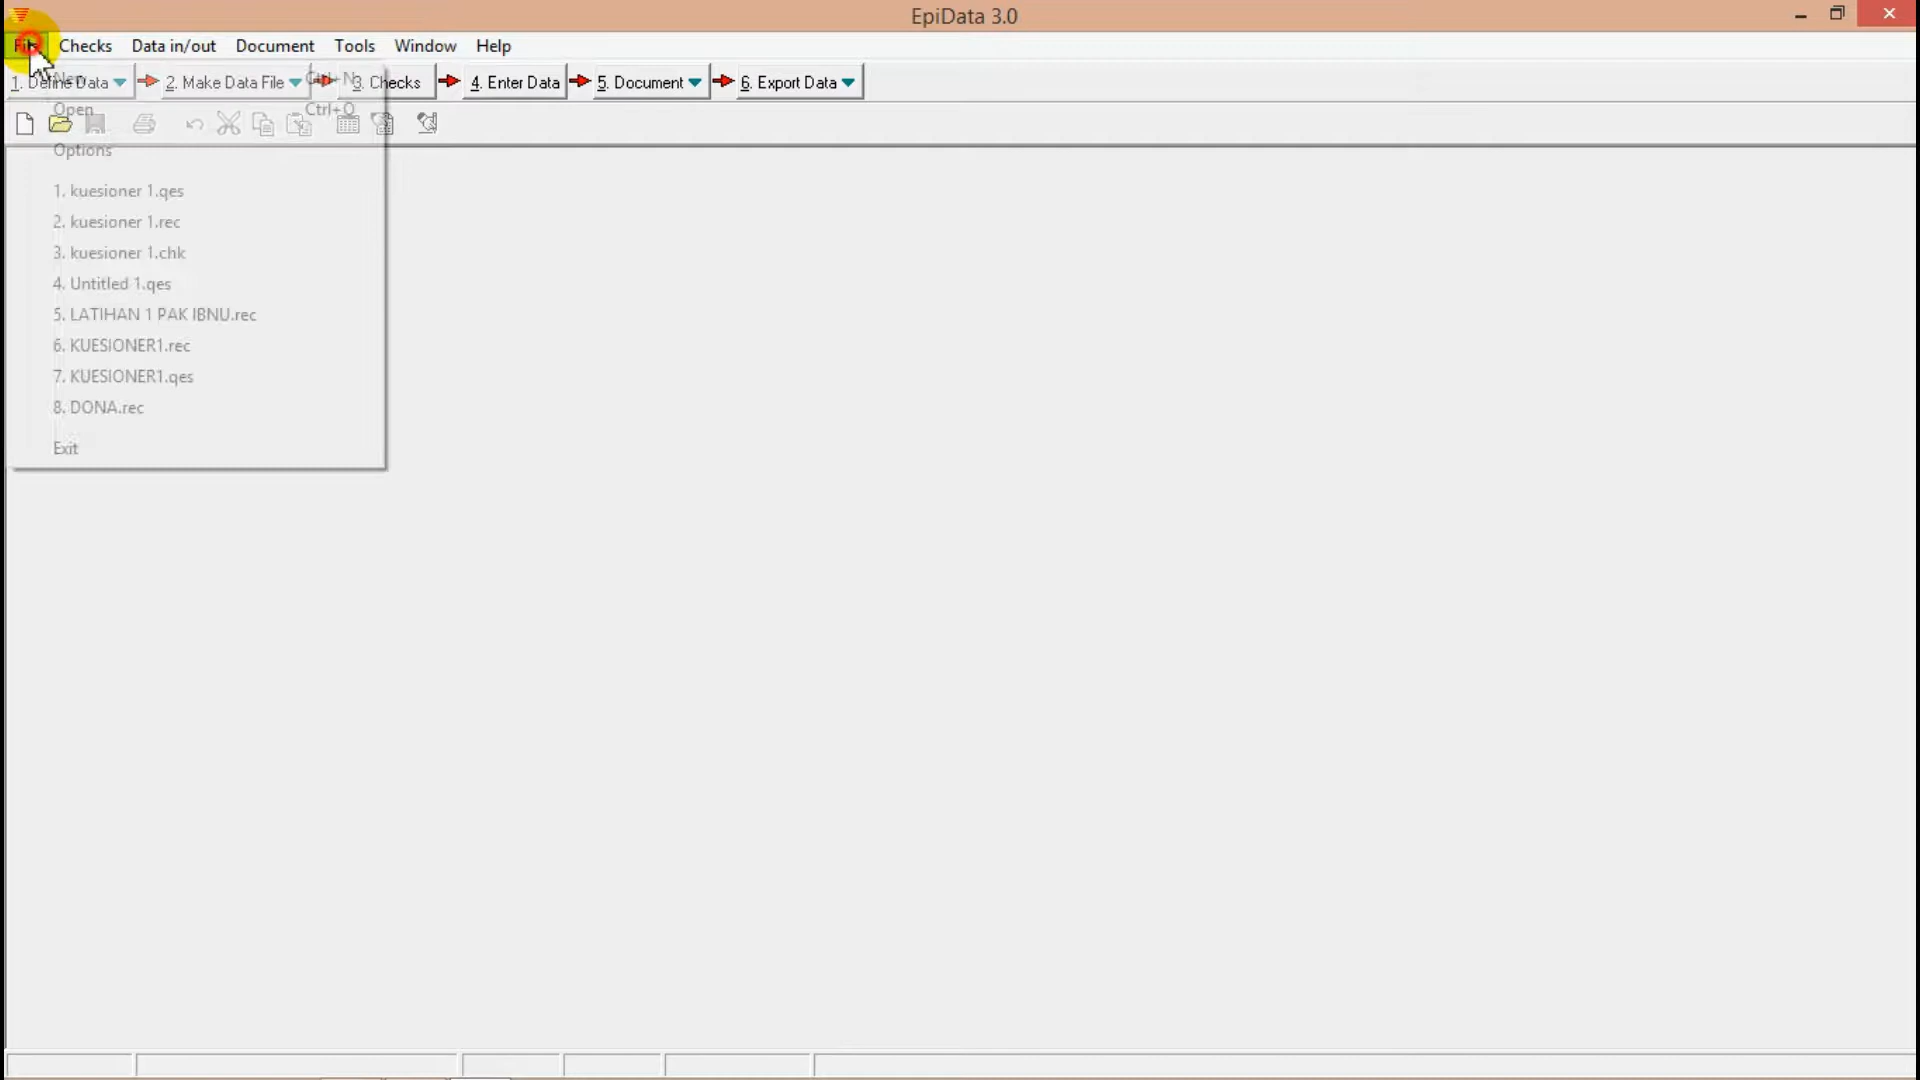 EpiData 3.0
File Checks Data in/out Document Tools Window Help
1. Define Data 2. Make Data File 3. Checks 4. Enter Data 5. Document 6. Export Data
New Ctrl+N
Open Ctrl+O
Options
1. kuesioner 1.qes
2. kuesioner 1.rec
3. kuesioner 1.chk
4. Untitled 1.qes
5. LATIHAN 1 PAK IBNU.rec
6. KUESIONER1.rec
7. KUESIONER1.qes
8. DONA.rec
Exit